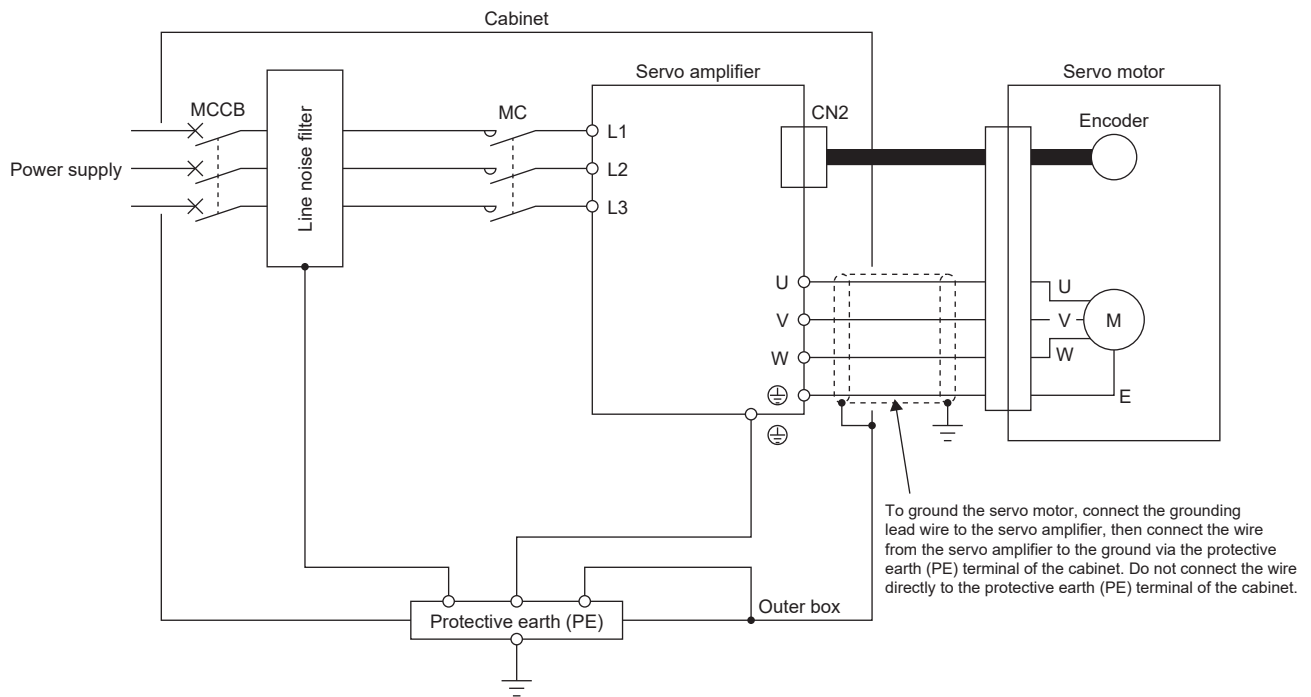 Cabinet
Servo amplifier
Servo motor
MCCB
MC
CN2
Encoder
Line noise filter
L1
L2
L3
Power supply
U
V
W
U
V
W
M
E
To ground the servo motor, connect the grounding
lead wire to the servo amplifier, then connect the wire
from the servo amplifier to the ground via the protective
earth (PE) terminal of the cabinet. Do not connect the wire
directly to the protective earth (PE) terminal of the cabinet.
Outer box
Protective earth (PE)